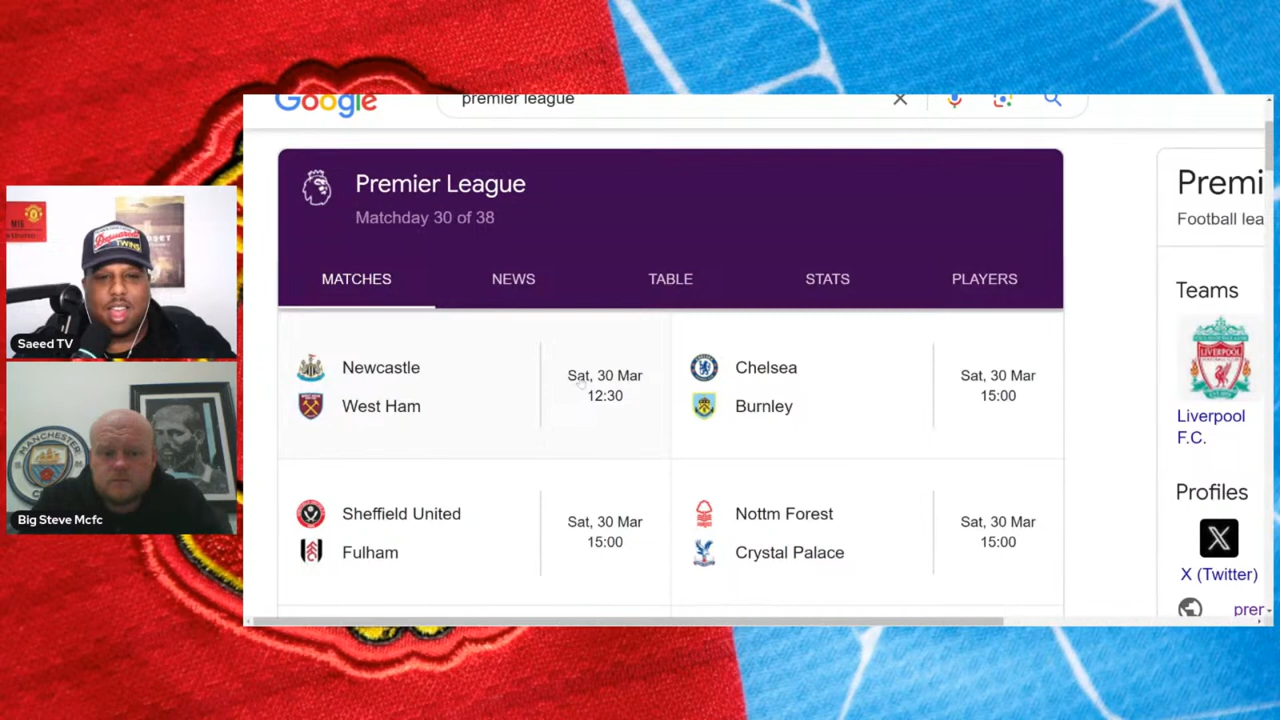 Google
premier league
Premier League
Matchday 30 of 38
MATCHES
NEWS
TABLE
STATS
PLAYERS
Newcastle
West Ham
Sat, 30 Mar
12:30
Chelsea
Burnley
Sat, 30 Mar
15:00
Sheffield United
Fulham
Sat, 30 Mar
15:00
Nottm Forest
Crystal Palace
Sat, 30 Mar
15:00
Premi
Football lea
Teams
LIVERPOOL
Liverpool
F.C.
Profiles
X (Twitter)
prer
Saeed TV
MANCHESTER
Big Steve Mcfc